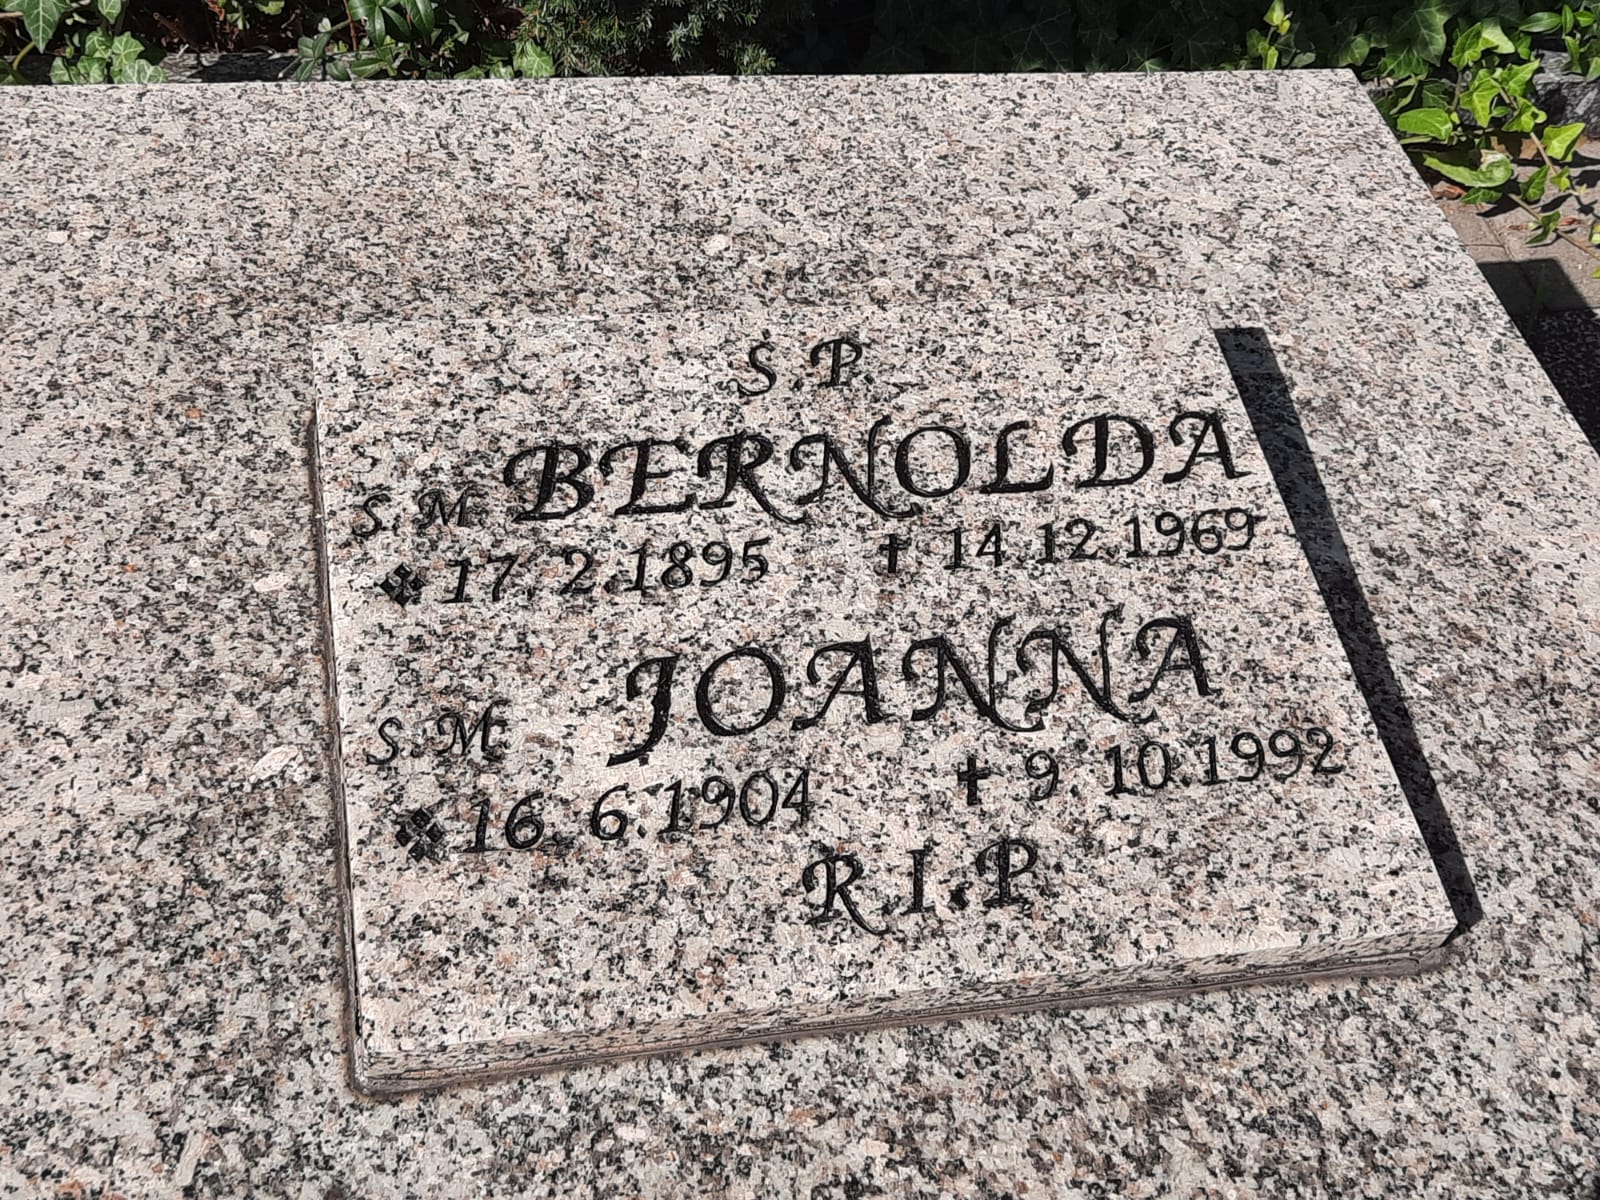 Ś.P.
S.M. BERNOLDA
17.2.1895 † 14.12.1969
S.M. JOANNA
16.6.1904 † 9.10.1992
R.I.P